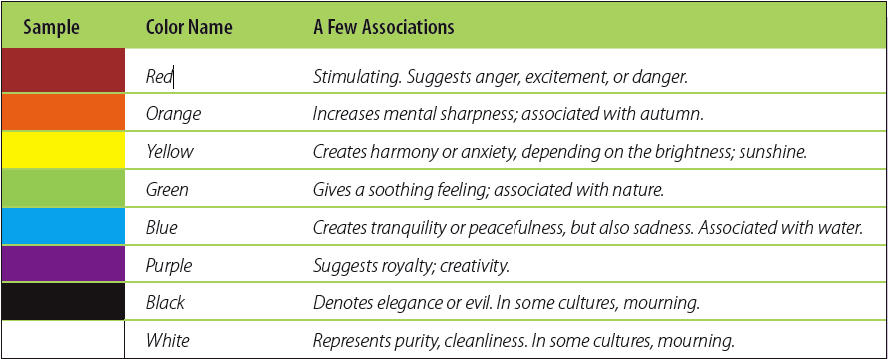 Sample Color Name A Few Associations
Red Stimulating. Suggests anger, excitement, or danger.
Orange Increases mental sharpness; associated with autumn.
Yellow Creates harmony or anxiety, depending on the brightness; sunshine.
Green Gives a soothing feeling; associated with nature.
Blue Creates tranquility or peacefulness, but also sadness. Associated with water.
Purple Suggests royalty; creativity.
Black Denotes elegance or evil. In some cultures, mourning.
White Represents purity, cleanliness. In some cultures, mourning.